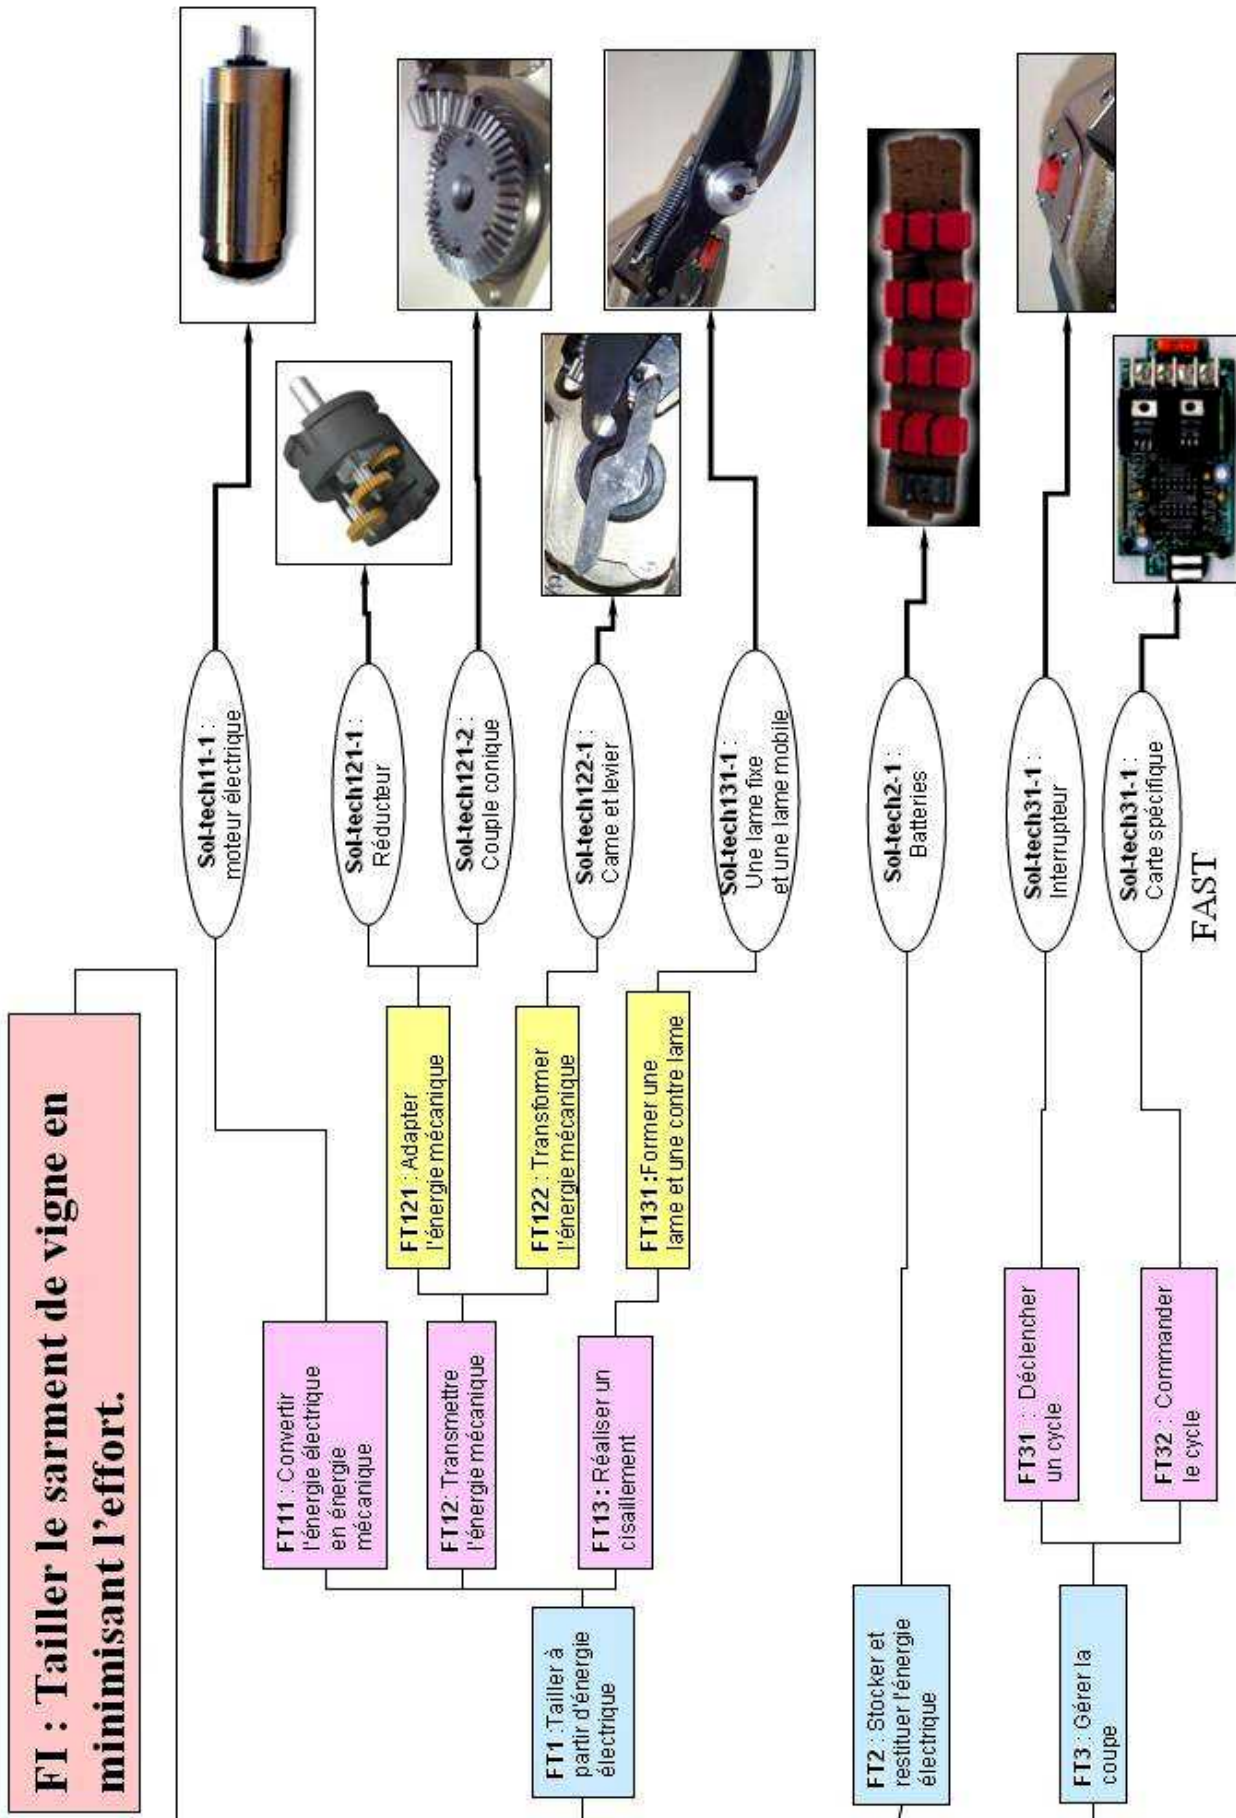 FI : Tailler le sarment de vigne en
minimisant l'effort.
FT1 :Tailler à
partir d'énergie
électrique
FT11 : Convertir
l'énergie électrique
en énergie
mécanique
Sol-tech11-1 :
moteur électrique
FT12: Transmettre
l'énergie mécanique
FT121 : Adapter
l'énergie mécanique
Sol-tech121-1 :
Réducteur
Sol-tech121-2 :
Couple conique
FT122 : Transformer
l'énergie mécanique
Sol-tech122-1 :
Came et levier
FT13 : Réaliser un
cisaillement
FT131 :Former une
lame et une contre lame
Sol-tech131-1 :
Une lame fixe
et une lame mobile
FT2 : Stocker et
restituer l'énergie
électrique
Sol-tech2-1 :
Batteries
FT3 : Gérer la
coupe
FT31 : Déclencher
un cycle
Sol-tech31-1 :
Interrupteur
FT32 : Commander
le cycle
Sol-tech31-1 :
Carte spécifique
FAST